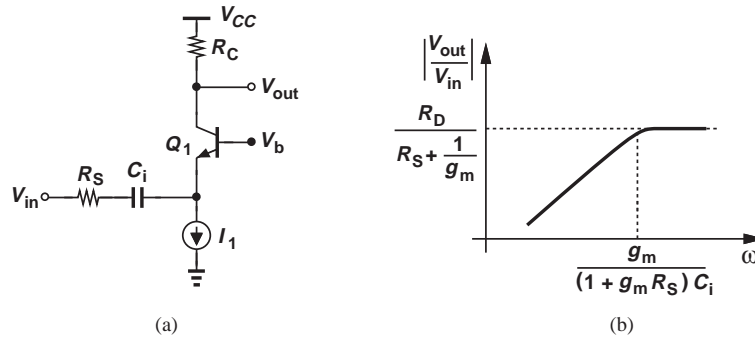 V_CC
R_C
V_out
Q_1
V_b
R_S
C_i
V_in
I_1
(a)
|V_out / V_in|
R_D / (R_S + 1/g_m)
ω
g_m / ((1 + g_m R_S) C_i)
(b)